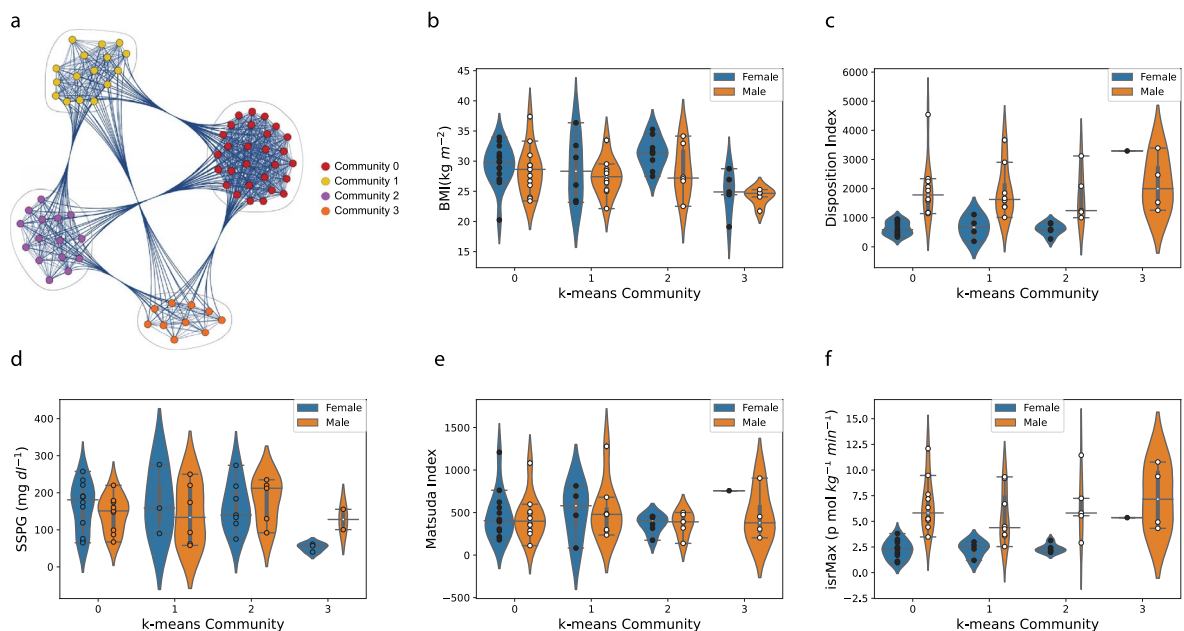 a
Community 0
Community 1
Community 2
Community 3
b
45
40
35
30
25
20
15
BMI(kg m⁻²)
Female
Male
0 1 2 3
k-means Community
c
6000
5000
4000
3000
2000
1000
0
Disposition Index
Female
Male
0 1 2 3
k-means Community
d
400
300
200
100
0
SSPG (mg dl⁻¹)
Female
Male
0 1 2 3
k-means Community
e
1500
1000
500
0
−500
Matsuda Index
Female
Male
0 1 2 3
k-means Community
f
15.0
12.5
10.0
7.5
5.0
2.5
0.0
−2.5
isrMax (p mol kg⁻¹ min⁻¹)
Female
Male
0 1 2 3
k-means Community